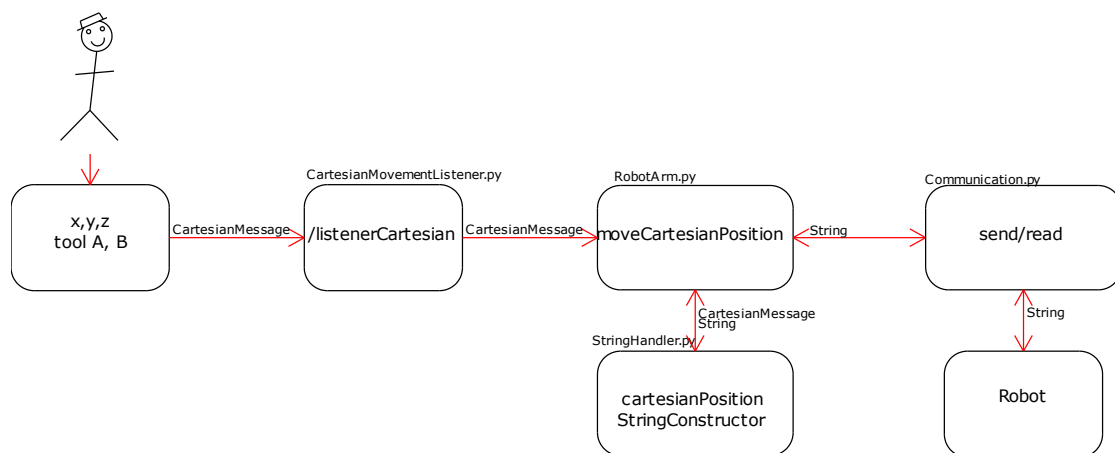 CartesianMovementListener.py
RobotArm.py
Communication.py
x,y,z
tool A, B
CartesianMessage
/listenerCartesian
CartesianMessage
moveCartesianPosition
String
send/read
CartesianMessage
String
String
StringHandler.py
cartesianPosition
StringConstructor
Robot